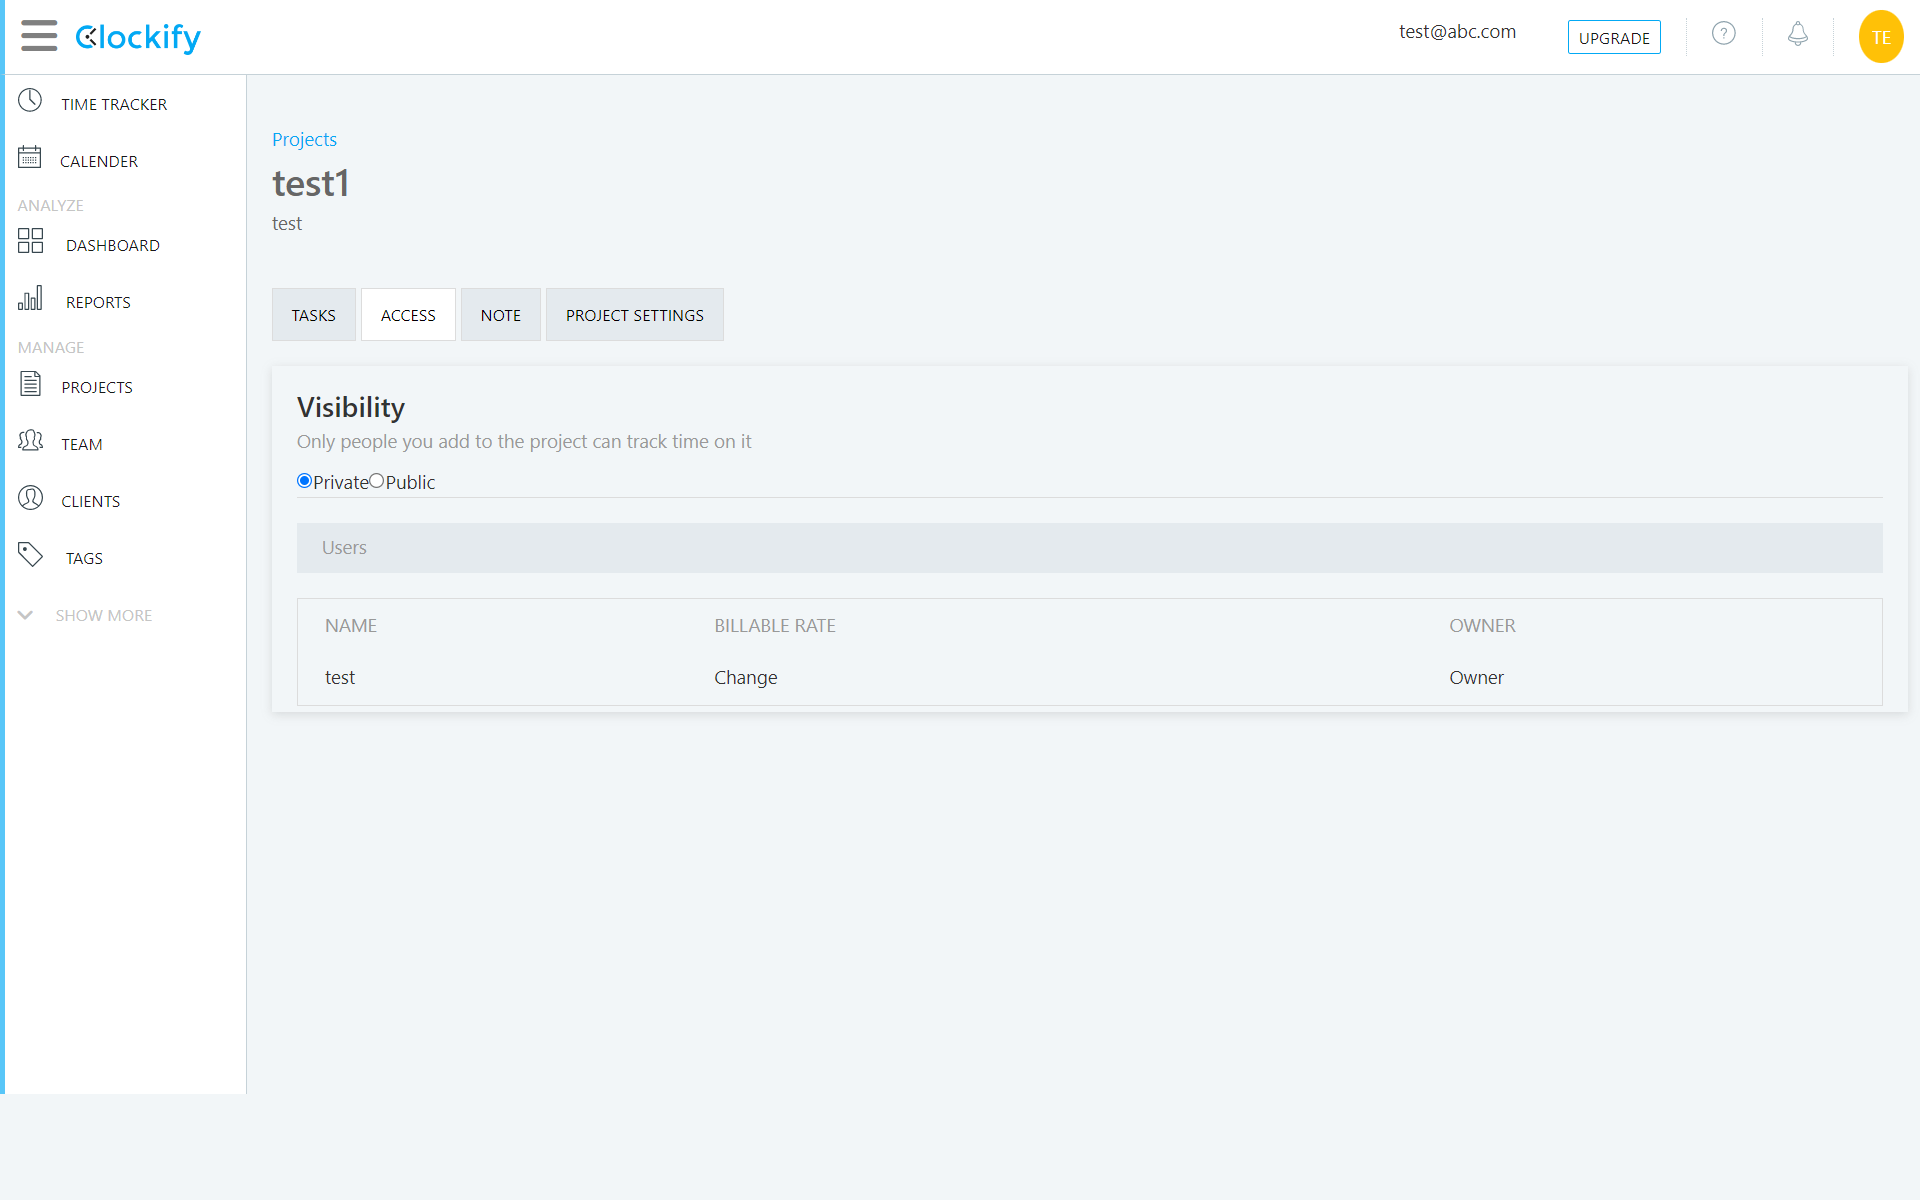 Clockify
test@abc.com
UPGRADE
?
TE
TIME TRACKER
CALENDER
ANALYZE
DASHBOARD
REPORTS
MANAGE
PROJECTS
TEAM
CLIENTS
TAGS
SHOW MORE
Projects
test1
test
TASKS ACCESS NOTE PROJECT SETTINGS
Visibility
Only people you add to the project can track time on it
Private Public
Users
NAME BILLABLE RATE OWNER
test Change Owner